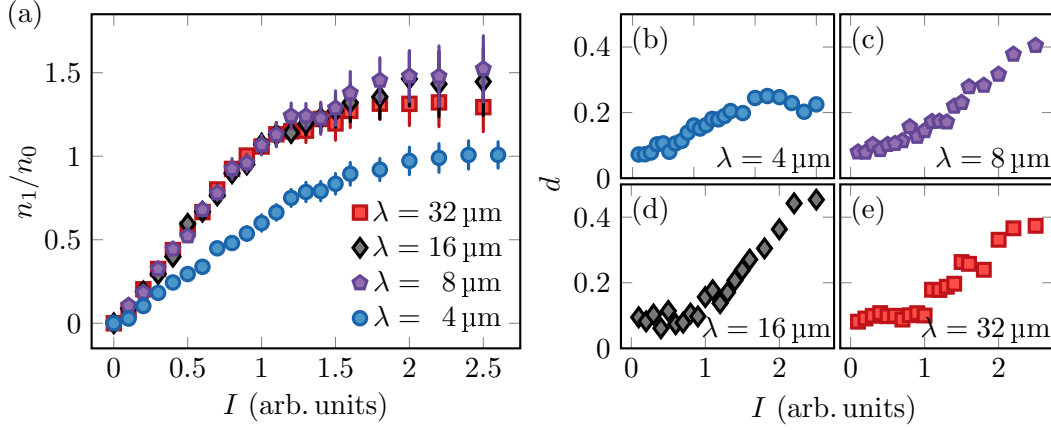 (a)
n₁/n₀
1.5
1
0.5
0
0 0.5 1 1.5 2 2.5
I (arb. units)
λ = 32 µm
λ = 16 µm
λ = 8 µm
λ = 4 µm
d
0.4
0.2
0
(b)
λ = 4 µm
(c)
λ = 8 µm
0.4
0.2
0
(d)
λ = 16 µm
(e)
λ = 32 µm
0 1 2 0 1 2
I (arb. units)